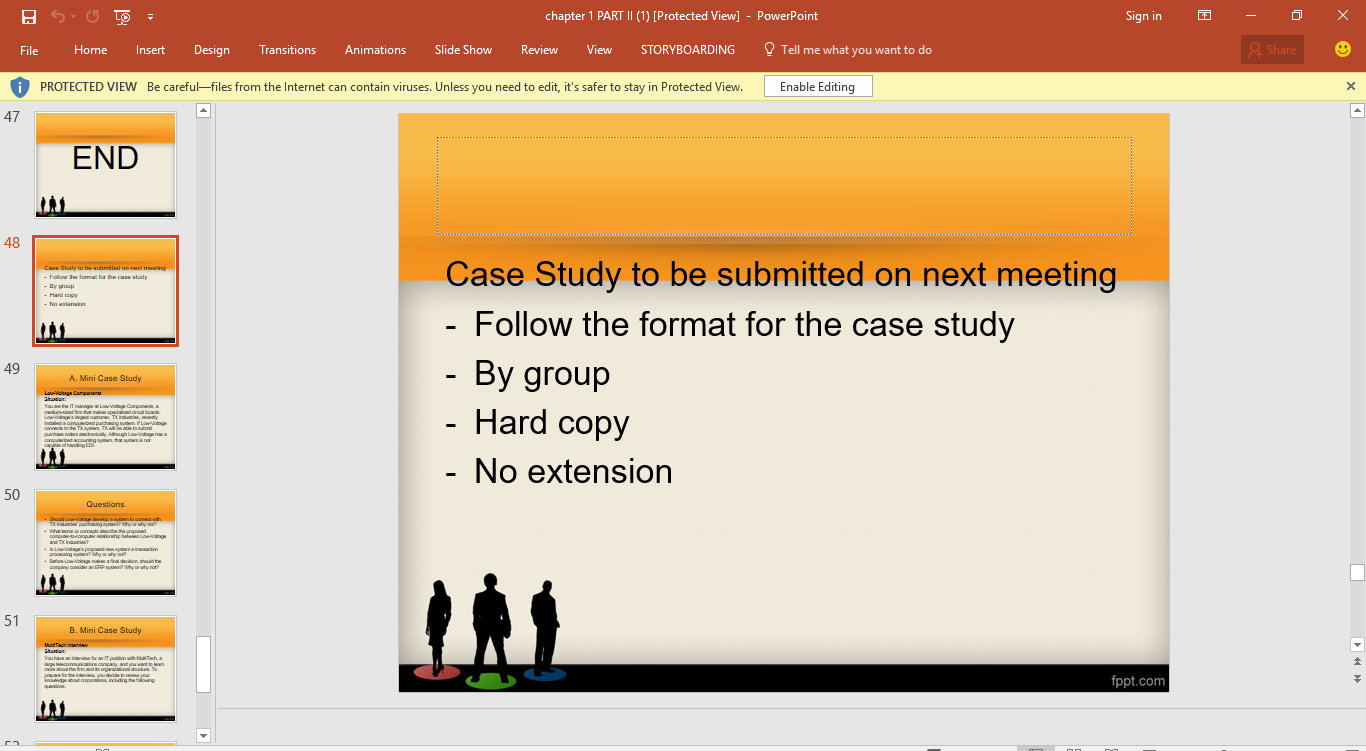 chapter 1 PART II (1) [Protected View] - PowerPoint
Sign in
File Home Insert Design Transitions Animations Slide Show Review View STORYBOARDING Tell me what you want to do Share
PROTECTED VIEW Be careful—files from the Internet can contain viruses. Unless you need to edit, it's safer to stay in Protected View. Enable Editing
47
END
48
Case Study to be submitted on next meeting
- Follow the format for the case study
- By group
- Hard copy
- No extension
49
A. Mini Case Study
Low-Voltage Components
Situation:
You are the IT manager at Low-Voltage Components, a
medium-sized firm that makes specialized circuit boards.
Low-Voltage's largest customer, TX Industries, recently
installed a computerized purchasing system. If Low-Voltage
connects to the TX system, TX will be able to submit
purchase orders electronically. Although Low-Voltage has a
computerized accounting system, that system is not
capable of handling EDI.
50
Questions
• Should Low-Voltage develop a system to connect with
TX Industries' purchasing system? Why or why not?
• What terms or concepts describe the proposed
computer-to-computer relationship between Low-Voltage
and TX Industries?
• Is Low-Voltage's proposed new system a transaction
processing system? Why or why not?
• Before Low-Voltage makes a final decision, should the
company consider an ERP system? Why or why not?
51
B. Mini Case Study
MultiTech Interview
Situation:
You have an interview for an IT position with MultiTech, a
large telecommunications company, and you want to learn
more about the firm and its organizational structure. To
prepare for the interview, you decide to review your
knowledge about corporations, including the following
questions:
Case Study to be submitted on next meeting
- Follow the format for the case study
- By group
- Hard copy
- No extension
fppt.com